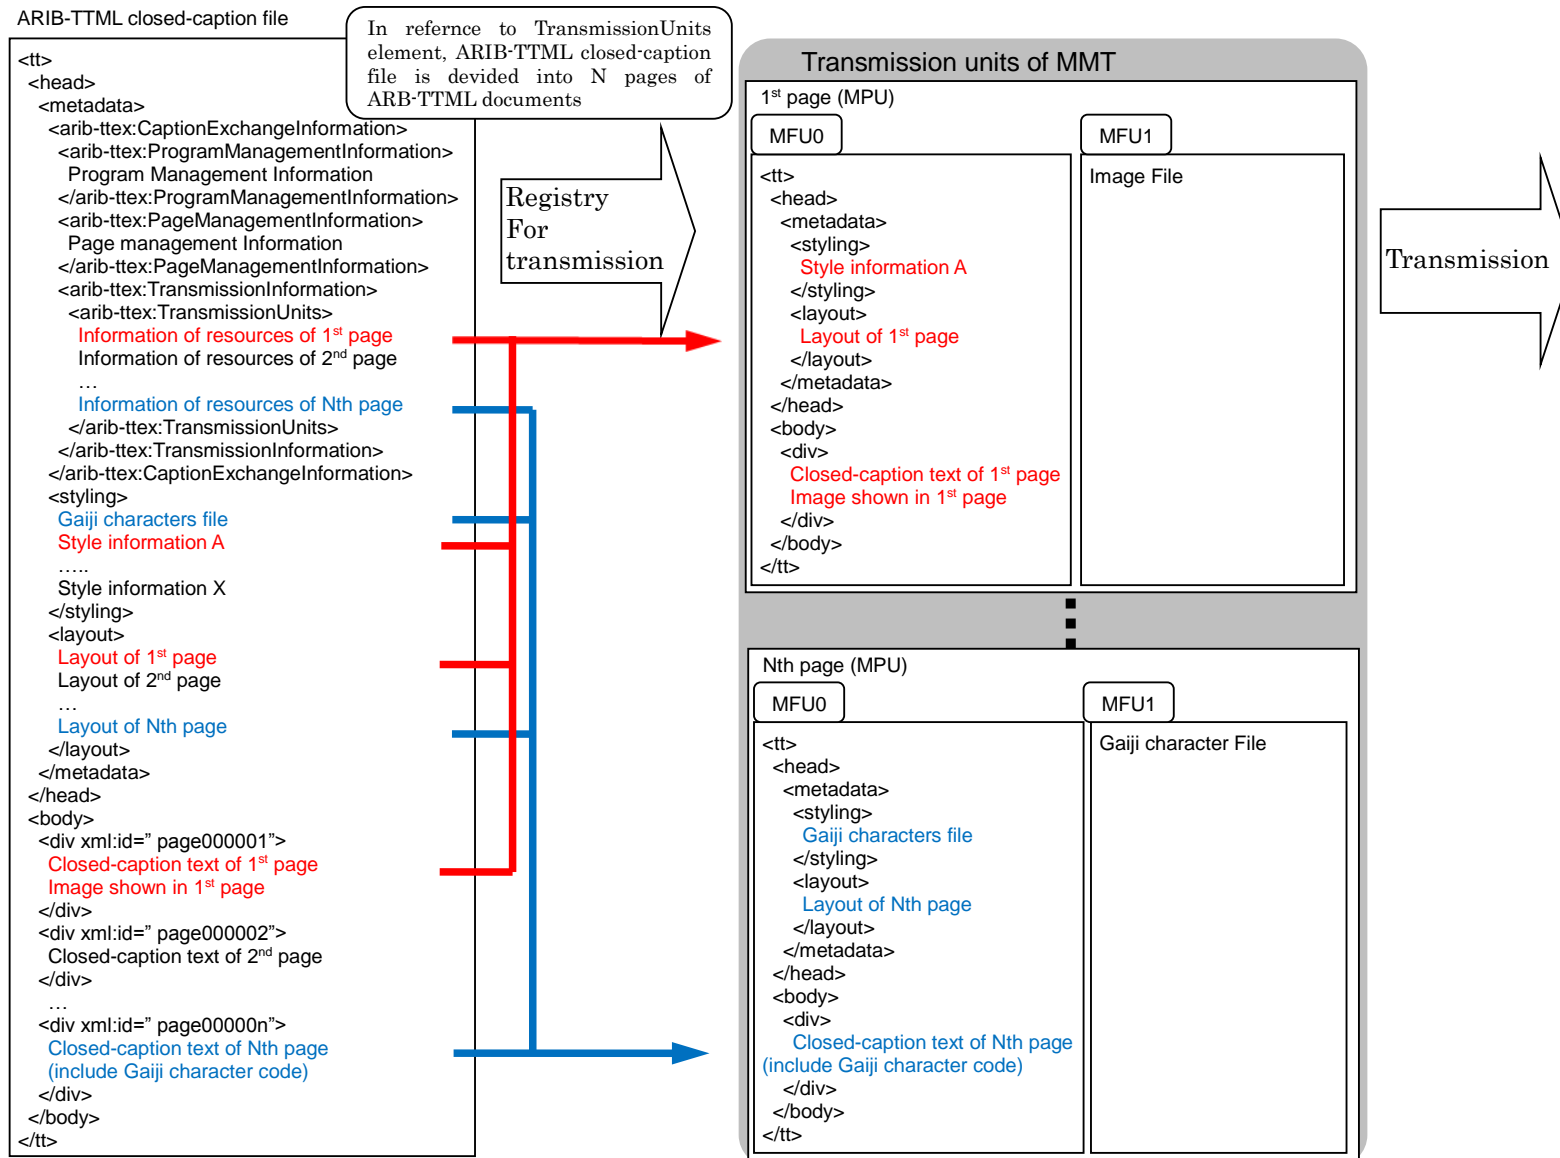 ARIB-TTML closed-caption file
<tt>
<head>
<metadata>
<arib-ttex:CaptionExchangeInformation>
<arib-ttex:ProgramManagementInformation>
Program Management Information
</arib-ttex:ProgramManagementInformation>
<arib-ttex:PageManagementInformation>
Page management Information
</arib-ttex:PageManagementInformation>
<arib-ttex:TransmissionInformation>
<arib-ttex:TransmissionUnits>
Information of resources of 1st page
Information of resources of 2nd page
…
Information of resources of Nth page
</arib-ttex:TransmissionUnits>
</arib-ttex:TransmissionInformation>
</arib-ttex:CaptionExchangeInformation>
<styling>
Gaiji characters file
Style information A
…..
Style information X
</styling>
<layout>
Layout of 1st page
Layout of 2nd page
…
Layout of Nth page
</layout>
</metadata>
</head>
<body>
<div xml:id=” page000001”>
Closed-caption text of 1st page
Image shown in 1st page
</div>
<div xml:id=” page000002”>
Closed-caption text of 2nd page
</div>
…
<div xml:id=” page00000n”>
Closed-caption text of Nth page
(include Gaiji character code)
</div>
</body>
</tt>
In refernce to TransmissionUnits
element, ARIB-TTML closed-caption
file is devided into N pages of
ARB-TTML documents
Registry
For
transmission
Transmission units of MMT
1st page (MPU)
MFU0
<tt>
<head>
<metadata>
<styling>
Style information A
</styling>
<layout>
Layout of 1st page
</layout>
</metadata>
</head>
<body>
<div>
Closed-caption text of 1st page
Image shown in 1st page
</div>
</body>
</tt>
MFU1
Image File
Nth page (MPU)
MFU0
<tt>
<head>
<metadata>
<styling>
Gaiji characters file
</styling>
<layout>
Layout of Nth page
</layout>
</metadata>
</head>
<body>
<div>
Closed-caption text of Nth page
(include Gaiji character code)
</div>
</body>
</tt>
MFU1
Gaiji character File
Transmission